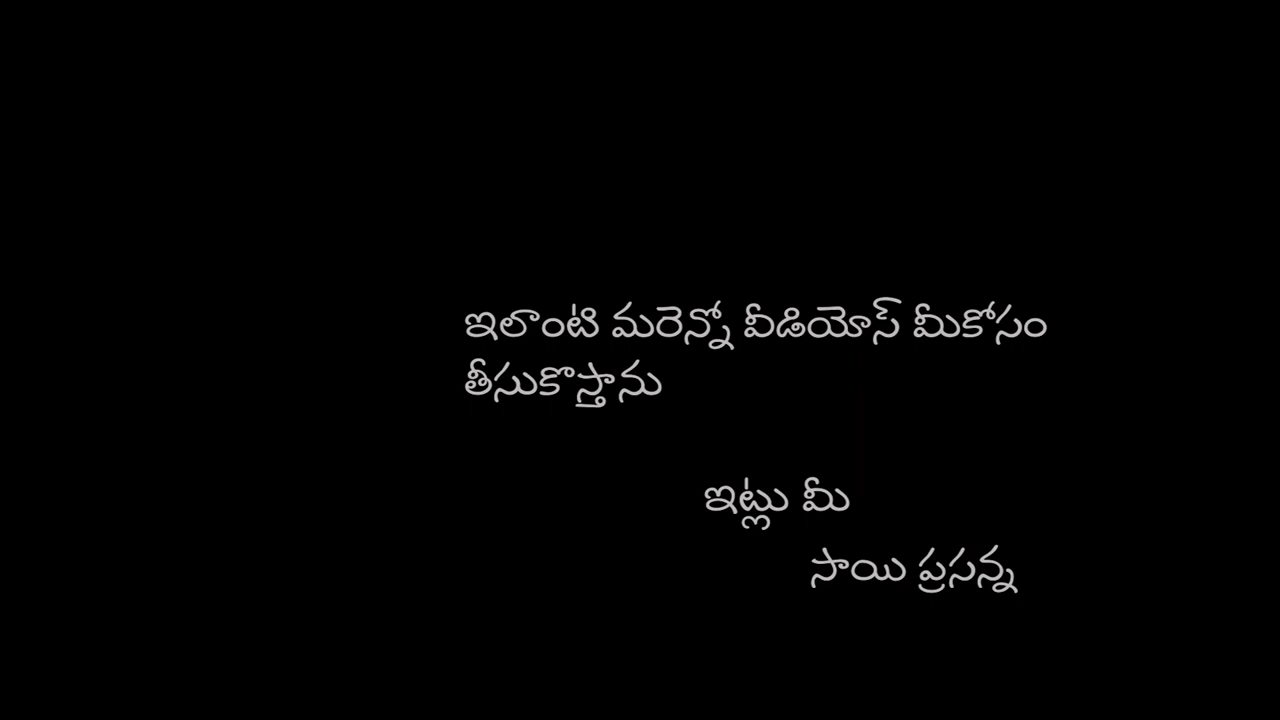 ఇలాంటి మరెన్నో వీడియోస్ మీకోసం
తీసుకొస్తాను
ఇట్లు మీ
సాయి ప్రసన్న